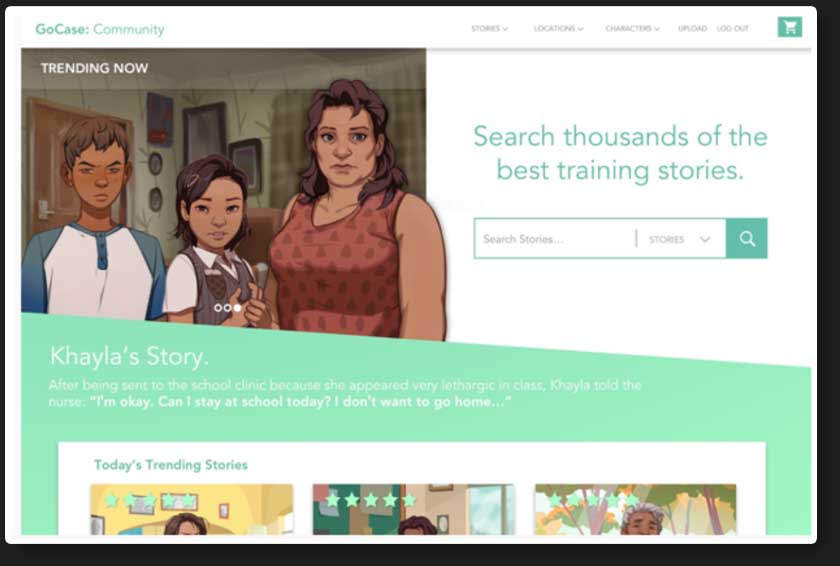 GoCase: Community
STORIES LOCATIONS CHARACTERS UPLOAD LOG OUT
TRENDING NOW
Search thousands of the
best training stories.
Search Stories...
STORIES
Khayla's Story.
After being sent to the school clinic because she appeared very lethargic in class, Khayla told the
nurse: "I'm okay. Can I stay at school today? I don't want to go home..."
Today's Trending Stories